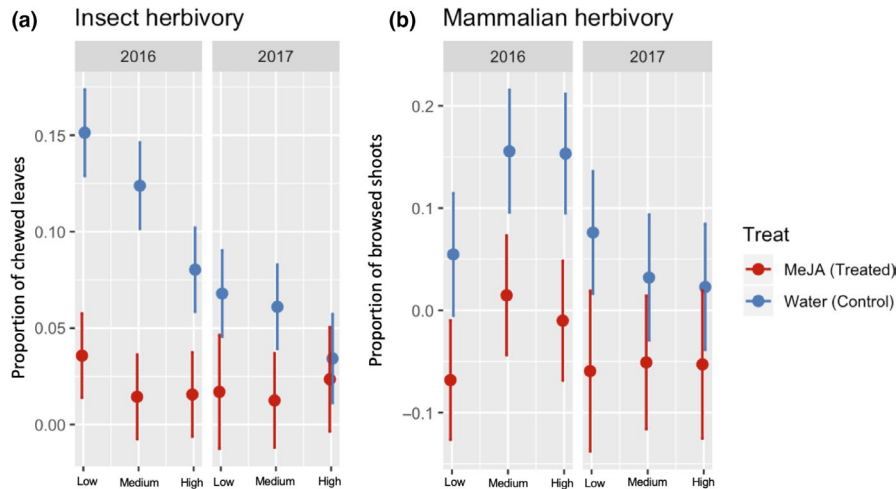 (a) Insect herbivory
2016 2017
Proportion of chewed leaves
0.15
0.10
0.05
0.00
Low Medium High Low Medium High
(b) Mammalian herbivory
2016 2017
Proportion of browsed shoots
0.2
0.1
0.0
−0.1
Low Medium High Low Medium High
Treat
MeJA (Treated)
Water (Control)